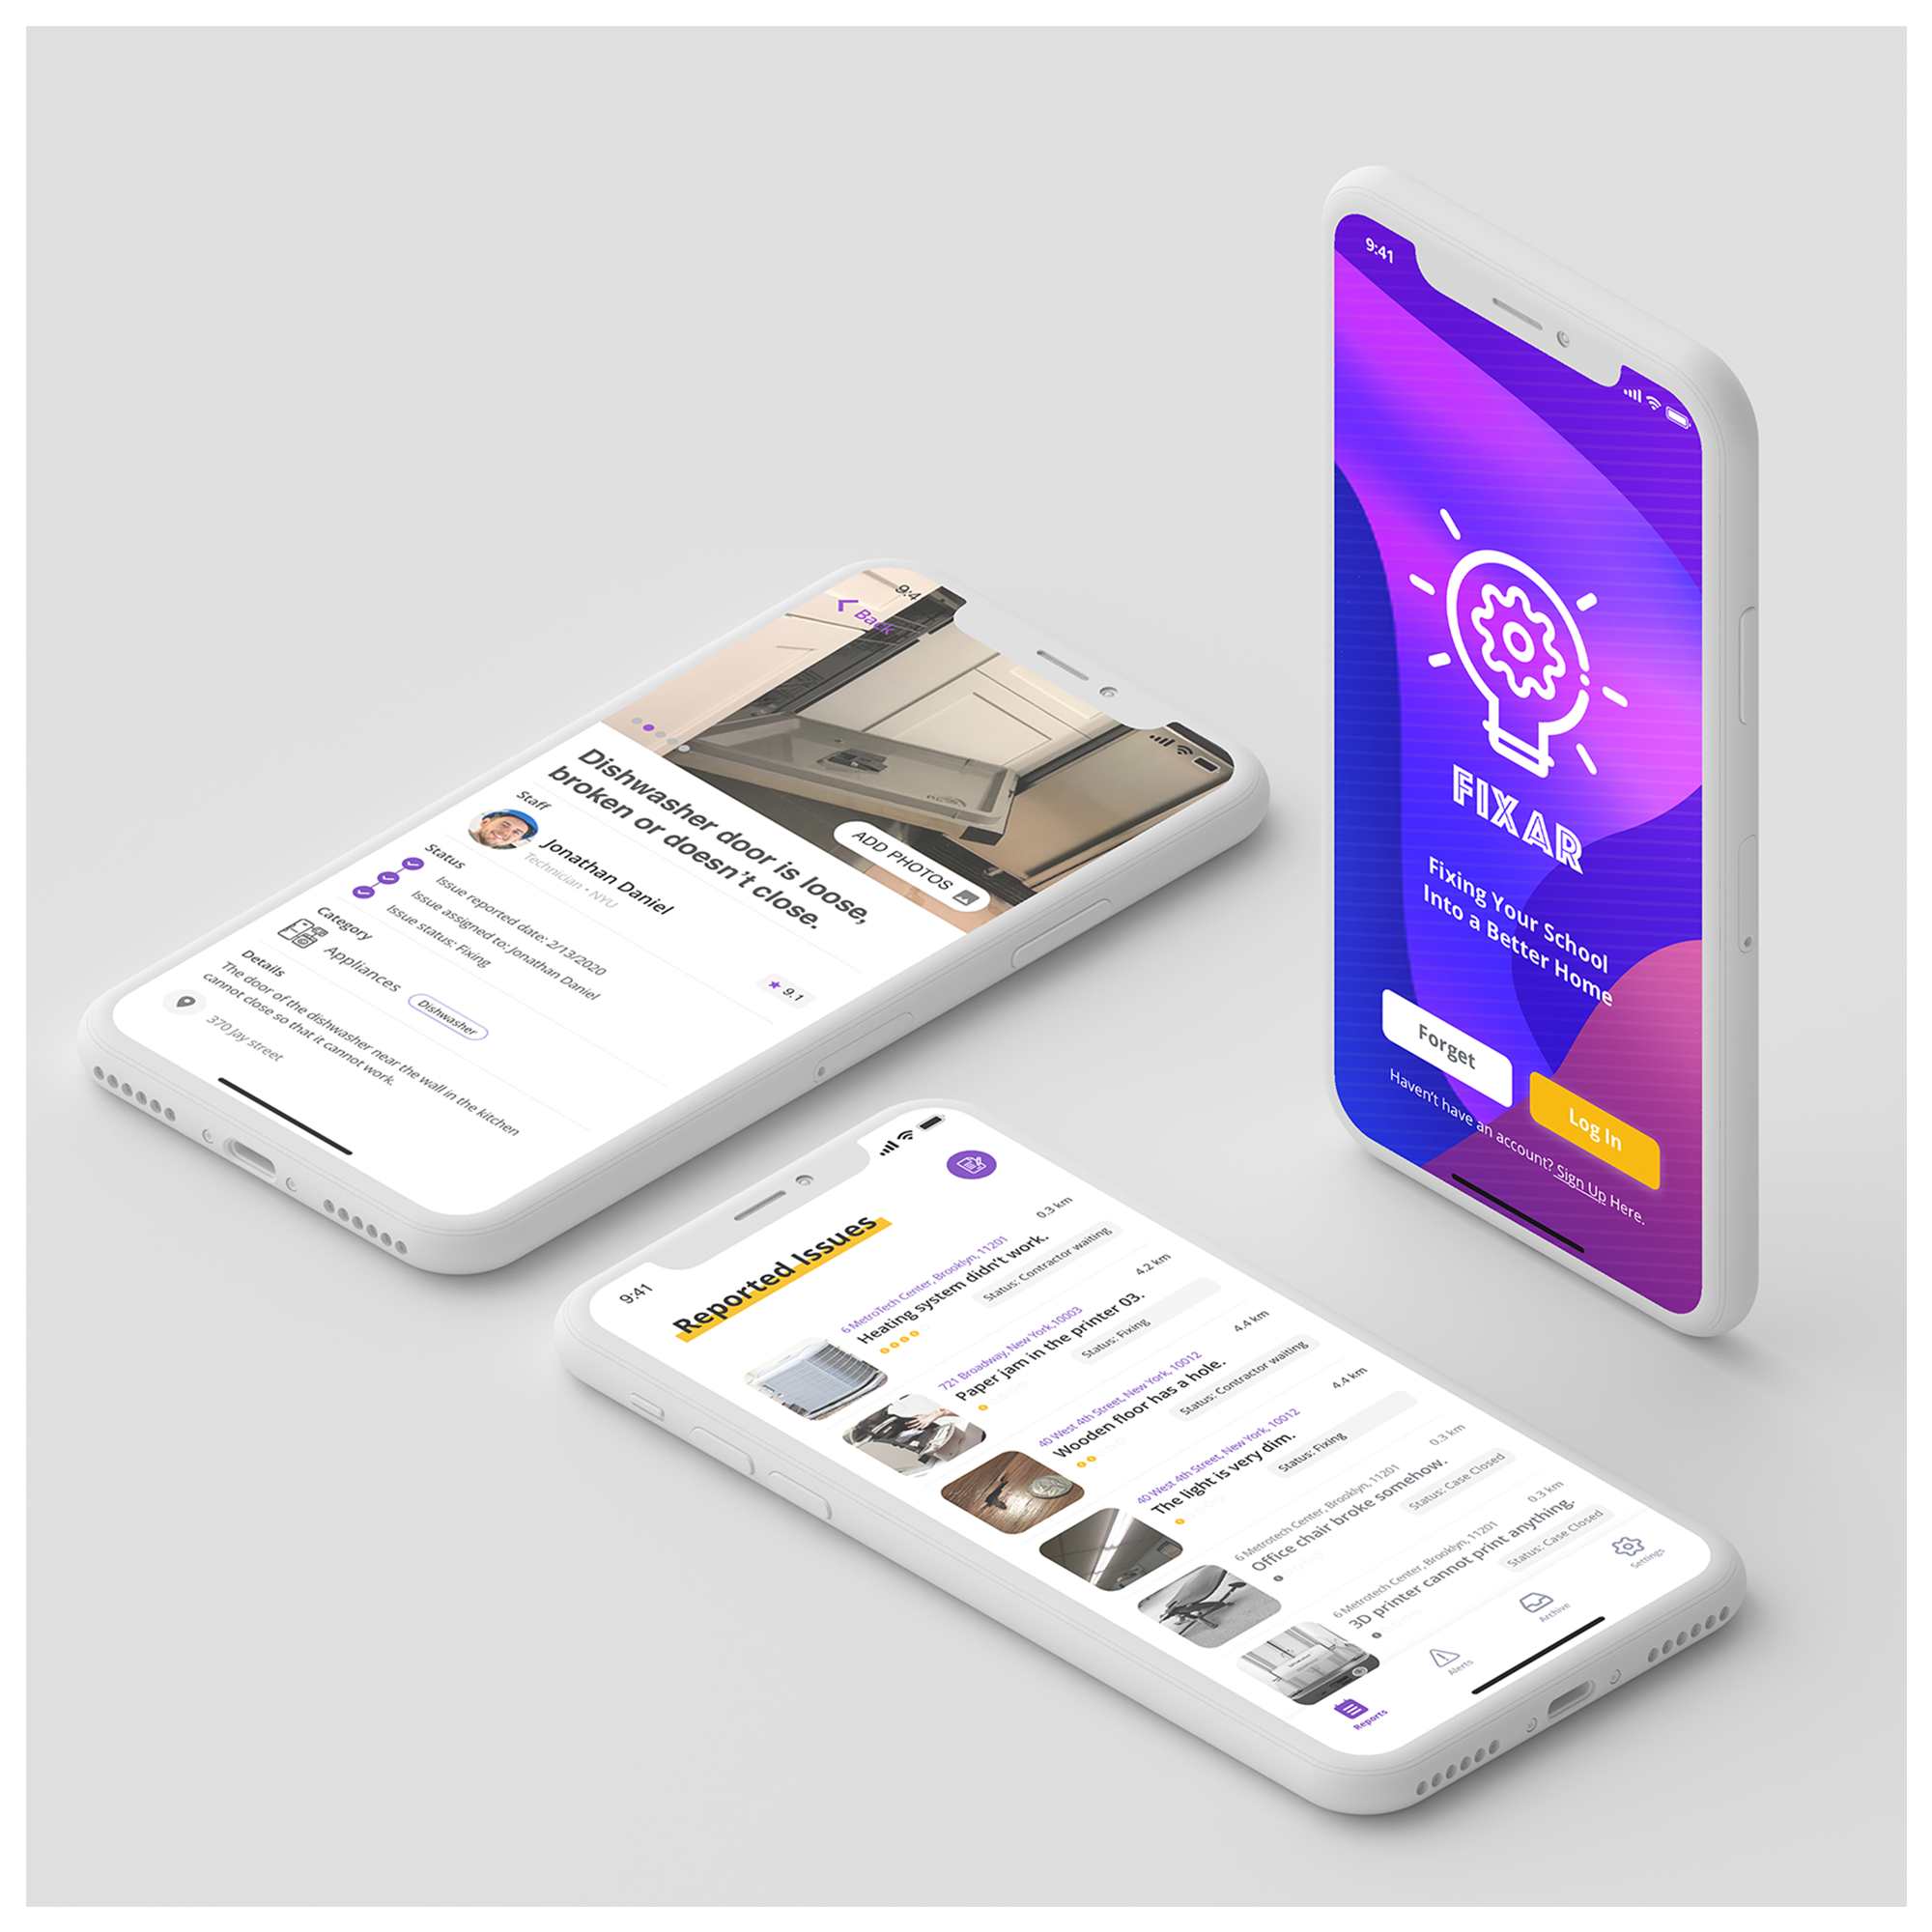 9:41
FIXAR
Fixing Your School
Into a Better Home
Forget
Log In
Haven't have an account? Sign Up Here.
9:4
Back
ADD PHOTOS
Dishwasher door is loose,
broken or doesn't close.
Staff
Jonathan Daniel
Technician • NYU
9.1
Status
Issue reported date: 2/13/2020
Issue assigned to: Jonathan Daniel
Issue status: Fixing
Category
Appliances
Dishwasher
Details
The door of the dishwasher near the wall in the kitchen
cannot close so that it cannot work.
370 Jay street
9:41
Reported Issues
6 MetroTech Center, Brooklyn, 11201
0.3 km
Heating system didn't work.
Status: Contractor waiting
721 Broadway, New York,10003
4.2 km
Paper jam in the printer 03.
Status: Fixing
40 West 4th Street, New York, 10012
4.4 km
Wooden floor has a hole.
Status: Contractor waiting
40 West 4th Street, New York, 10012
4.4 km
The light is very dim.
Status: Fixing
6 Metrotech Center, Brooklyn, 11201
0.3 km
Office chair broke somehow.
Status: Case Closed
6 Metrotech Center, Brooklyn, 11201
0.3 km
3D printer cannot print anything.
Status: Case Closed
Reports
Alerts
Archive
Settings